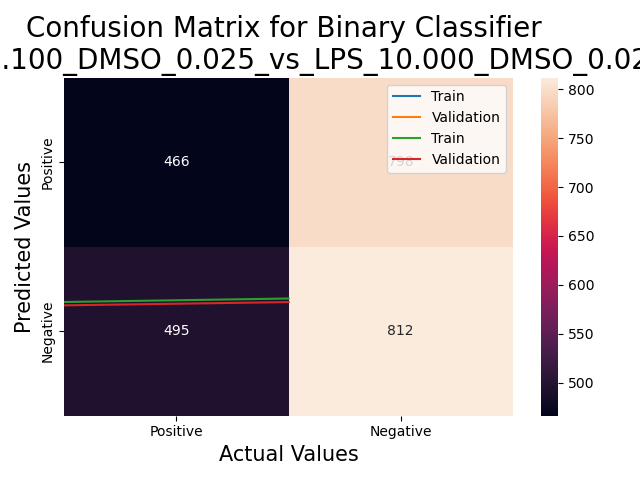 Confusion Matrix for Binary Classifier
.100_DMSO_0.025_vs_LPS_10.000_DMSO_0.02
Train
Validation
Train
Validation
Predicted Values
Positive
Negative
466
798
495
812
Positive
Negative
Actual Values
800
750
700
650
600
550
500